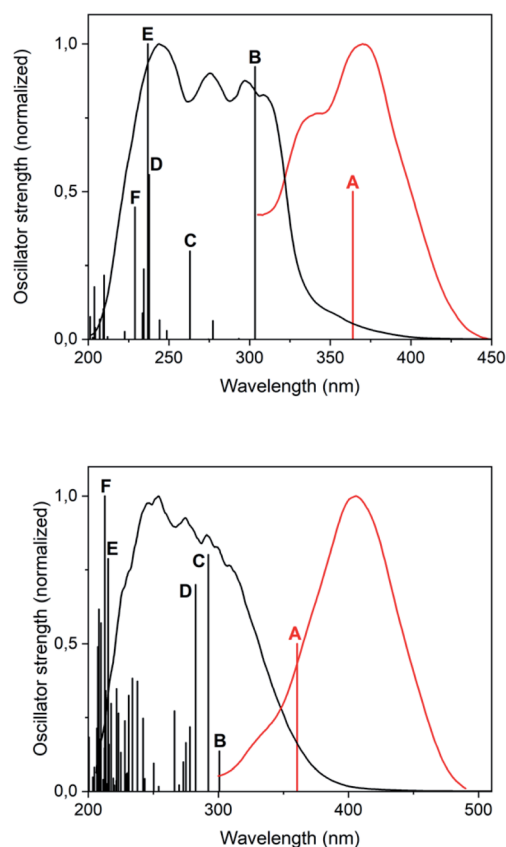 Oscillator strength (normalized)
1,0
0,5
0,0
E
B
D
A
F
C
200 250 300 350 400 450
Wavelength (nm)
Oscillator strength (normalized)
1,0
0,5
0,0
F
E
C
D
A
B
200 300 400 500
Wavelength (nm)